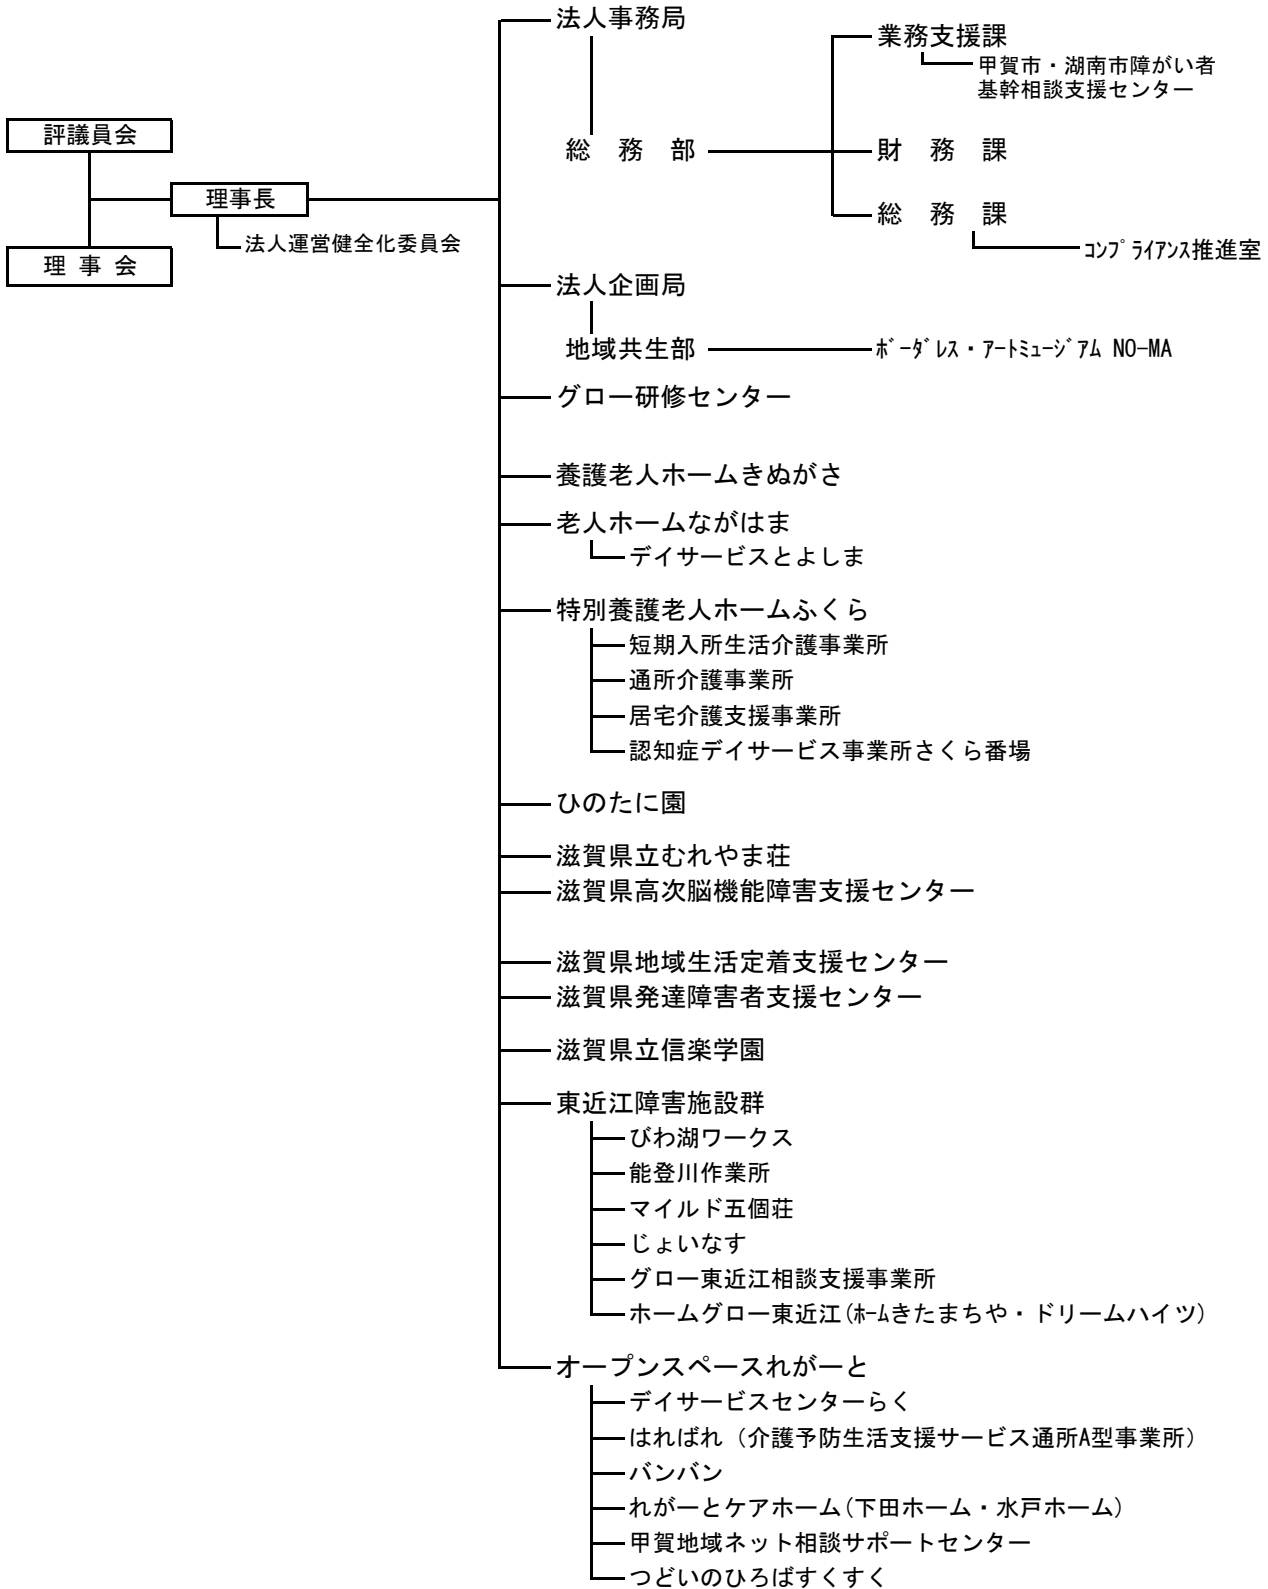 評議員会
理事長
法人運営健全化委員会
理 事 会
法人事務局
総 務 部
業務支援課
甲賀市・湖南市障がい者
基幹相談支援センター
財 務 課
総 務 課
ｺﾝﾌﾟﾗｲｱﾝｽ推進室
法人企画局
地域共生部
ﾎﾞｰﾀﾞﾚｽ・ｱｰﾄﾐｭｰｼﾞｱﾑ NO-MA
グロー研修センター
養護老人ホームきぬがさ
老人ホームながはま
デイサービスとよしま
特別養護老人ホームふくら
短期入所生活介護事業所
通所介護事業所
居宅介護支援事業所
認知症デイサービス事業所さくら番場
ひのたに園
滋賀県立むれやま荘
滋賀県高次脳機能障害支援センター
滋賀県地域生活定着支援センター
滋賀県発達障害者支援センター
滋賀県立信楽学園
東近江障害施設群
びわ湖ワークス
能登川作業所
マイルド五個荘
じょいなす
グロー東近江相談支援事業所
ホームグロー東近江(ﾎｰﾑきたまちや・ドリームハイツ)
オープンスペースれがーと
デイサービスセンターらく
はればれ（介護予防生活支援サービス通所A型事業所）
バンバン
れがーとケアホーム(下田ホーム・水戸ホーム)
甲賀地域ネット相談サポートセンター
つどいのひろばすくすく